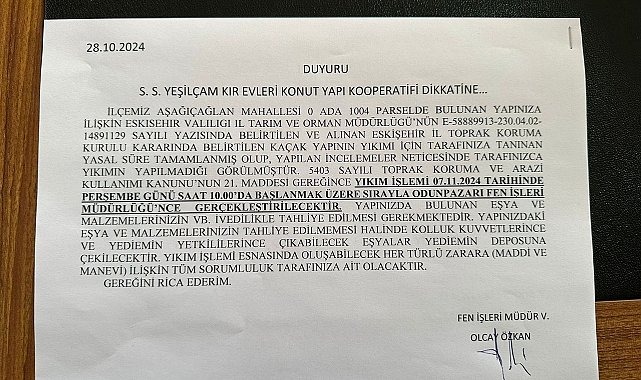 28.10.2024
DUYURU
S. S. YEŞİLÇAM KIR EVLERİ KONUT YAPI KOOPERATİFİ DİKKATİNE...
İLÇEMİZ AŞAĞIÇAĞLAN MAHALLESİ 0 ADA 1004 PARSELDE BULUNAN YAPINIZA
İLİŞKİN ESKISEHIR VALLIGI IL TARIM VE ORMAN MÜDÜRLÜĞÜ'NÜN E-58889913-230.04.02-
14891129 SAYILI YAZISINDA BELİRTİLEN VE ALINAN ESKİŞEHİR İL TOPRAK KORUMA
KURULU KARARINDA BELİRTİLEN KAÇAK YAPININ YIKIMI İÇİN TARAFINIZA TANINAN
YASAL SÜRE TAMAMLANMIŞ OLUP, YAPILAN İNCELEMELER NETİCESİNDE TARAFINIZCA
YIKIMIN YAPILMADIĞI GÖRÜLMÜŞTÜR. 5403 SAYILI TOPRAK KORUMA VE ARAZI
KULLANIMI KANUNU'NUN 21. MADDESI GEREĞINCE YIKIM İŞLEMİ 07.11.2024 TARİHİNDE
PERSEMBE GÜNÜ SAAT 10.00'DA BAŞLANMAK ÜZERE SIRAYLA ODUNPAZARI FEN İŞLERİ
MÜDÜRLÜĞÜ'NCE GERÇEKLEŞTİRİLECEKTİR. YAPINIZDA BULUNAN EŞYA VE
MALZEMELERİNİZIN VB. İVEDİLİKLE TAHLİYE EDİLMESİ GEREKMEKTEDİR. YAPINIZDAKİ
EŞYA VE MALZEMELERİNİZİN TAHLİYE EDİLMEMESİ HALİNDE KOLLUK KUVVETLERİNCE
VE YEDİEMİN YETKİLİLERİNCE ÇIKABİLECEK EŞYALAR YEDİEMİN DEPOSUNA
ÇEKİLECEKTİR. YIKIM İŞLEMİ ESNASINDA OLUŞABİLECEK HER TÜRLÜ ZARARA (MADDİ VE
MANEVİ) İLİŞKİN TÜM SORUMLULUK TARAFINIZA AİT OLACAKTIR.
GEREĞİNİ RİCA EDERİM.
FEN İŞLERİ MÜDÜR V.
OLCAY ÖZKAN